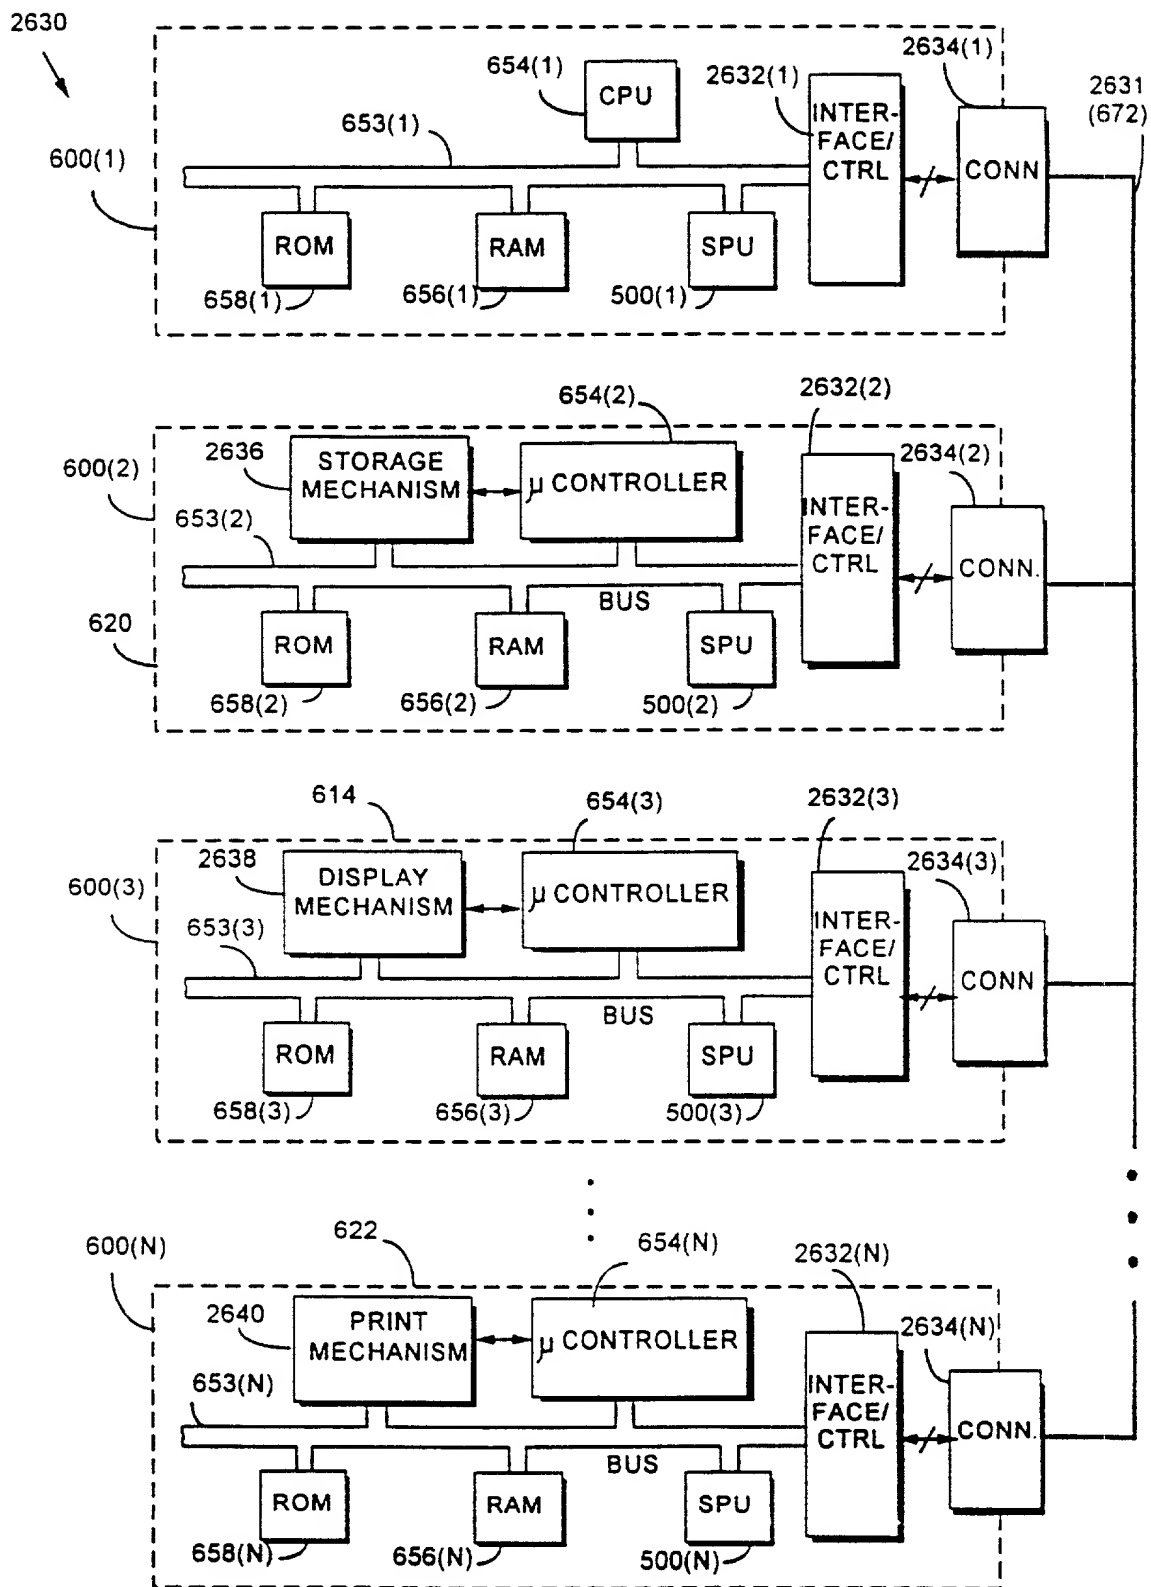 2630
2634(1)
654(1)
2632(1)
2631
(672)
CPU
INTER-
FACE/
CTRL
653(1)
600(1)
CONN
ROM
RAM
SPU
658(1)
656(1)
500(1)
654(2)
2632(2)
2634(2)
2636
STORAGE
MECHANISM
μ CONTROLLER
600(2)
INTER-
FACE/
CTRL
653(2)
CONN.
BUS
620
ROM
RAM
SPU
658(2)
656(2)
500(2)
614
654(3)
2632(3)
2634(3)
2638
DISPLAY
MECHANISM
μ CONTROLLER
600(3)
INTER-
FACE/
CTRL
653(3)
CONN
BUS
ROM
RAM
SPU
658(3)
656(3)
500(3)
622
654(N)
600(N)
2632(N)
2634(N)
2640
PRINT
MECHANISM
μ CONTROLLER
INTER-
FACE/
CTRL
653(N)
CONN.
BUS
ROM
RAM
SPU
658(N)
656(N)
500(N)